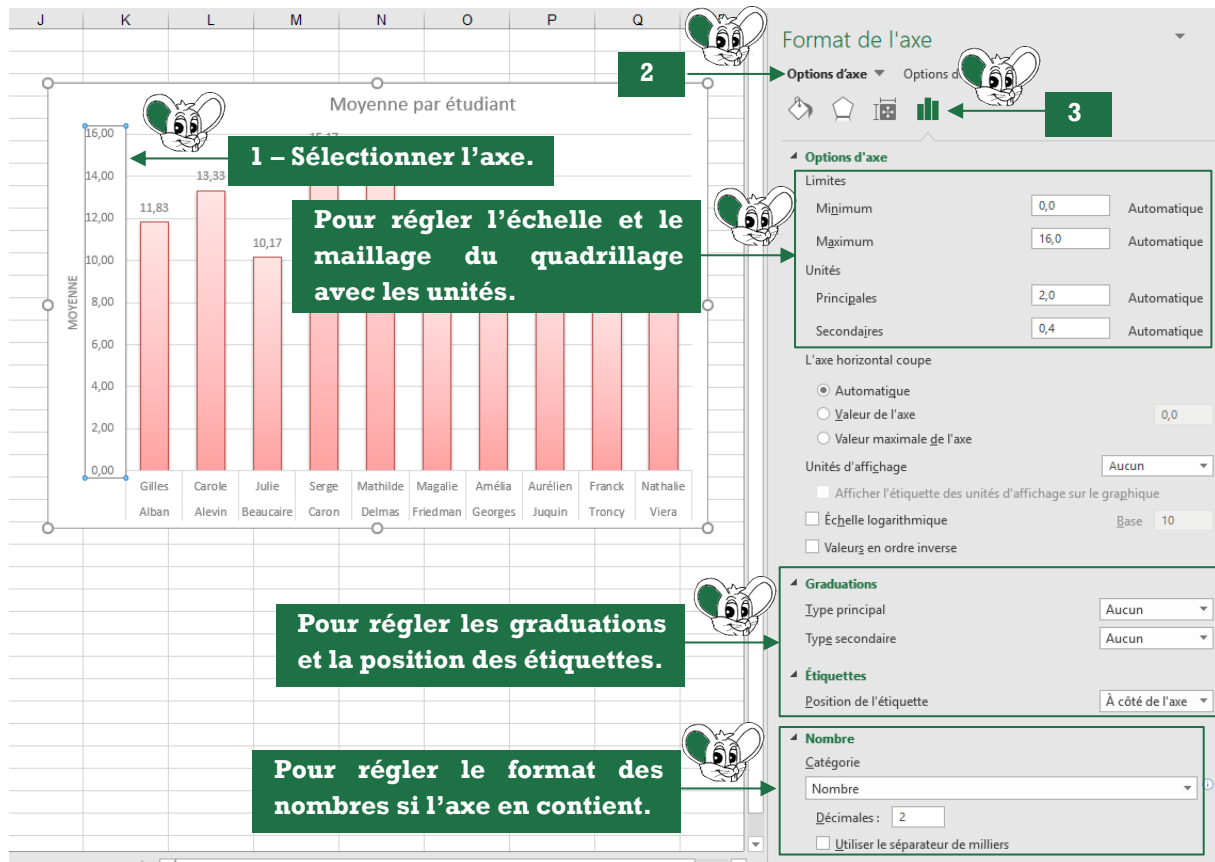 J K L M N O P Q
Format de l'axe
2
Options d'axe Options d
3
Moyenne par étudiant
1 – Sélectionner l'axe.
Pour régler l'échelle et le
maillage du quadrillage
avec les unités.
16,00
14,00
12,00
10,00
8,00
6,00
4,00
2,00
0,00
MOYENNE
11,83
13,33
10,17
15,17
Gilles Carole Julie Serge Mathilde Magalie Amélia Aurélien Franck Nathalie
Alban Alevin Beaucaire Caron Delmas Friedman Georges Juquin Troncy Viera
Options d'axe
Limites
Minimum 0,0 Automatique
Maximum 16,0 Automatique
Unités
Principales 2,0 Automatique
Secondaires 0,4 Automatique
L'axe horizontal coupe
Automatique
Valeur de l'axe 0,0
Valeur maximale de l'axe
Unités d'affichage Aucun
Afficher l'étiquette des unités d'affichage sur le graphique
Échelle logarithmique Base 10
Valeurs en ordre inverse
Pour régler les graduations
et la position des étiquettes.
Graduations
Type principal Aucun
Type secondaire Aucun
Étiquettes
Position de l'étiquette À côté de l'axe
Pour régler le format des
nombres si l'axe en contient.
Nombre
Catégorie
Nombre
Décimales : 2
Utiliser le séparateur de milliers